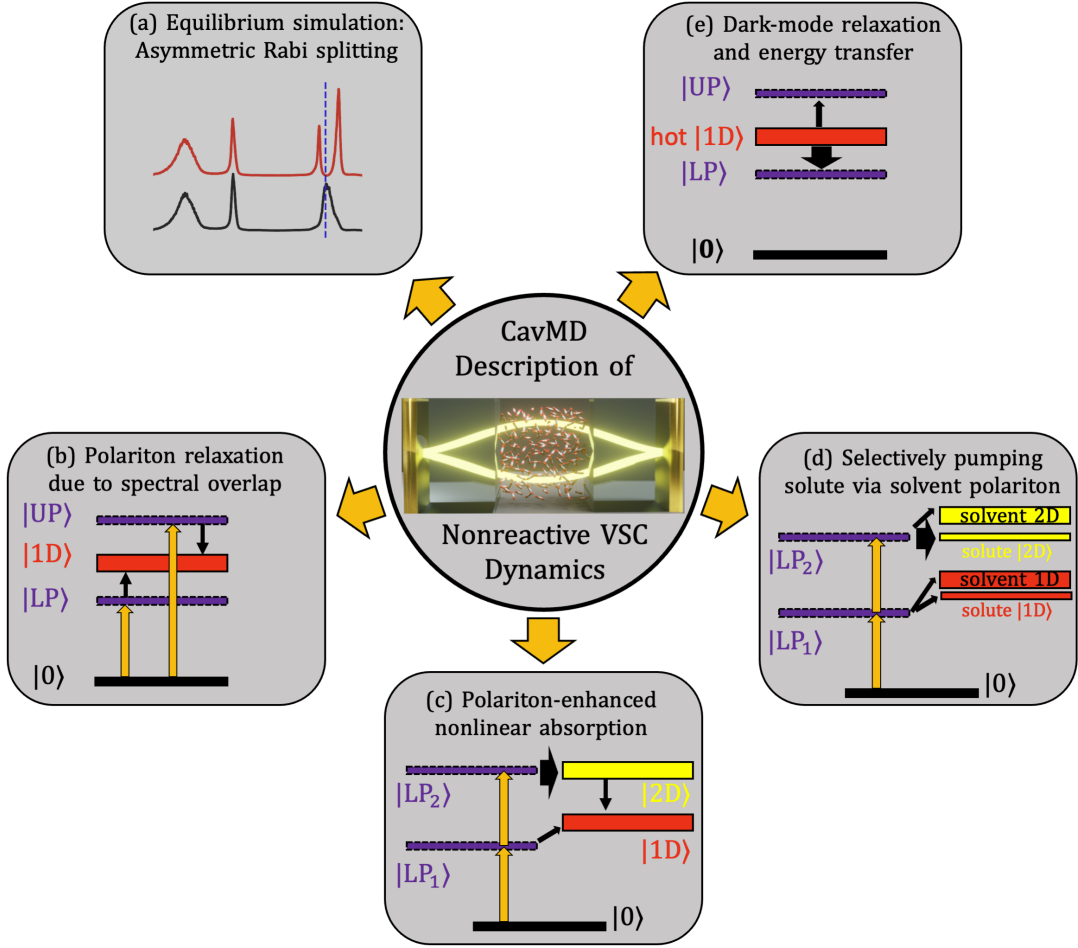 (a) Equilibrium simulation:
Asymmetric Rabi splitting
(e) Dark-mode relaxation
and energy transfer
|UP⟩
hot |1D⟩
|LP⟩
|0⟩
CavMD
Description of
Nonreactive VSC
Dynamics
(b) Polariton relaxation
due to spectral overlap
|UP⟩
|1D⟩
|LP⟩
|0⟩
(d) Selectively pumping
solute via solvent polariton
solvent 2D
|LP₂⟩
solute |2D⟩
solvent 1D
solute |1D⟩
|LP₁⟩
|0⟩
(c) Polariton-enhanced
nonlinear absorption
|LP₂⟩
|2D⟩
|1D⟩
|LP₁⟩
|0⟩